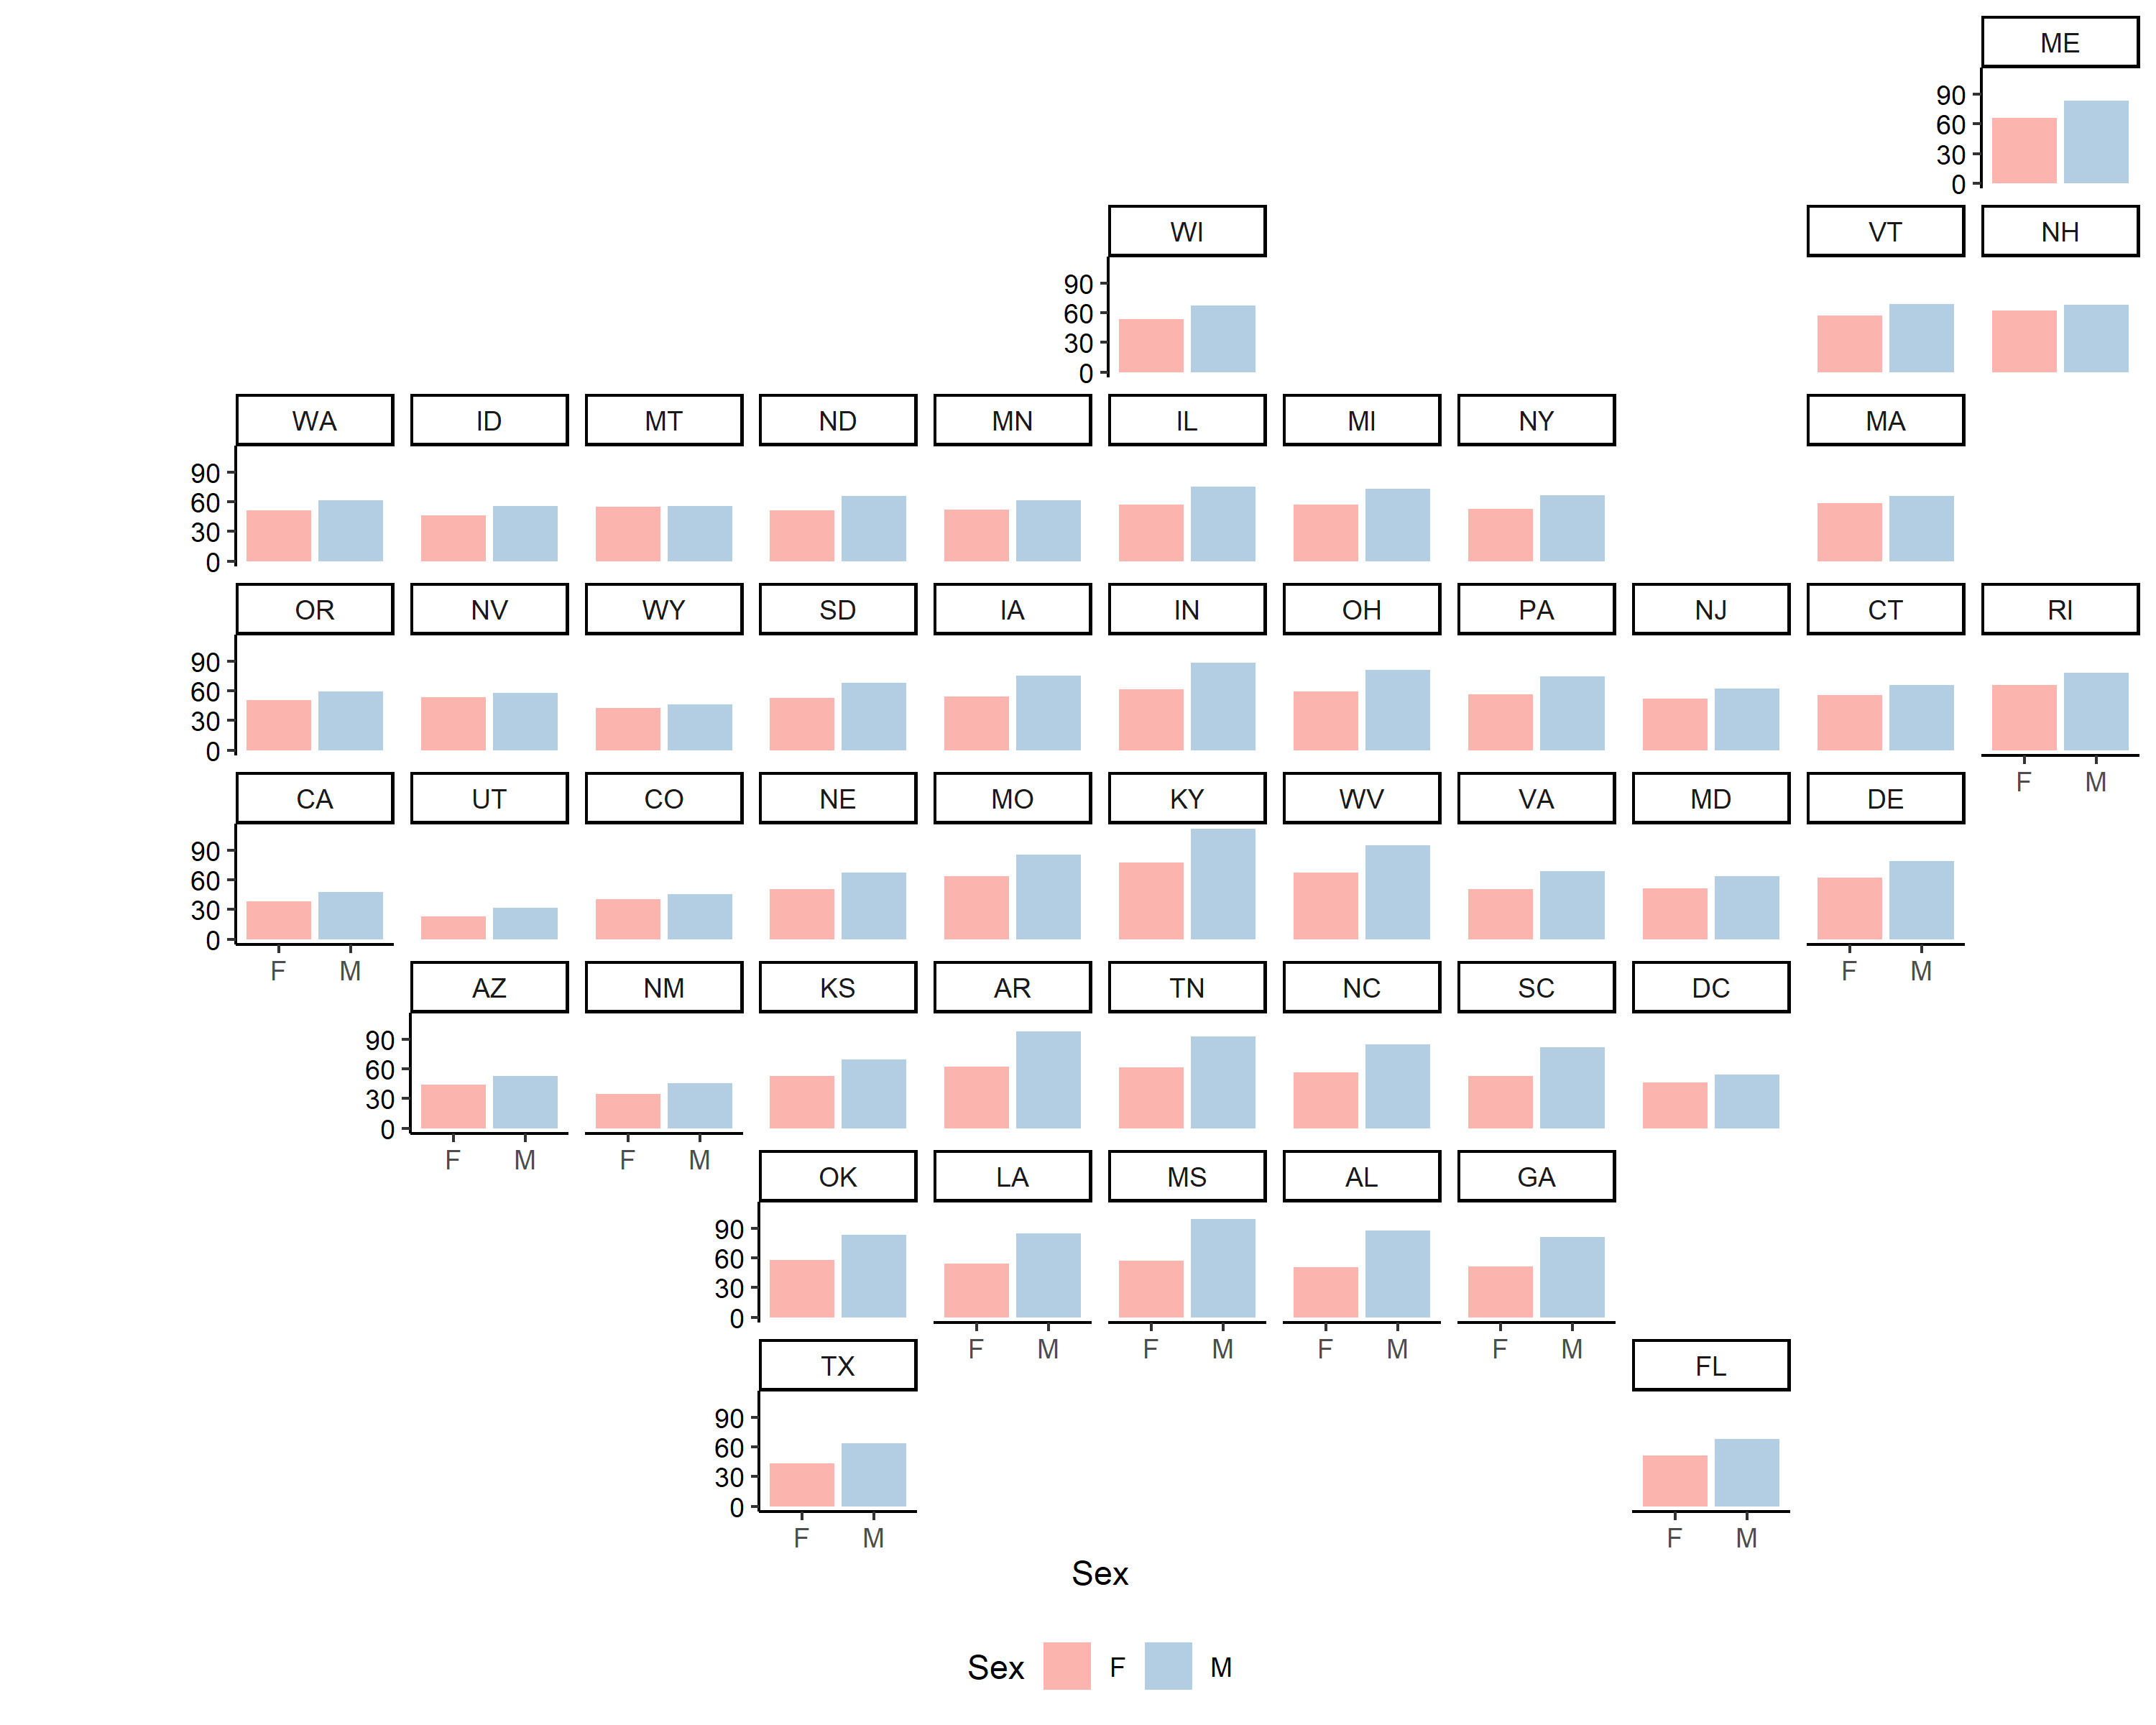 ME
90
60
30
0
WI VT NH
90
60
30
0
WA ID MT ND MN IL MI NY MA
90
60
30
0
OR NV WY SD IA IN OH PA NJ CT RI
90
60
30
0
F M
CA UT CO NE MO KY WV VA MD DE
90
60
30
0
F M F M
AZ NM KS AR TN NC SC DC
90
60
30
0
F M F M
OK LA MS AL GA
90
60
30
0
F M F M F M F M
TX FL
90
60
30
0
F M F M
Sex
Sex F M